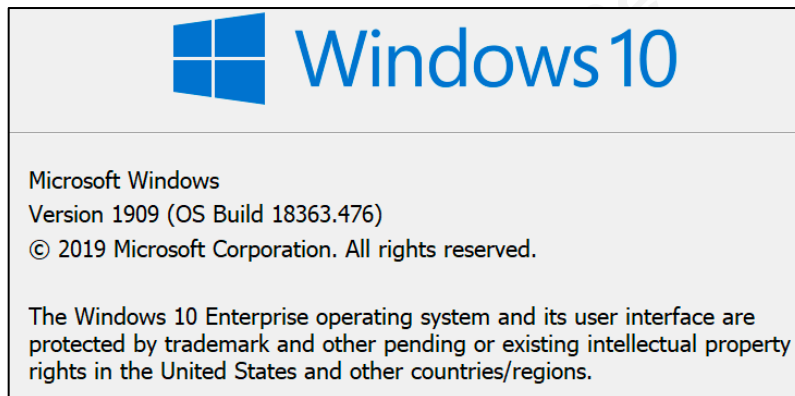 Windows 10
Microsoft Windows
Version 1909 (OS Build 18363.476)
© 2019 Microsoft Corporation. All rights reserved.
The Windows 10 Enterprise operating system and its user interface are
protected by trademark and other pending or existing intellectual property
rights in the United States and other countries/regions.